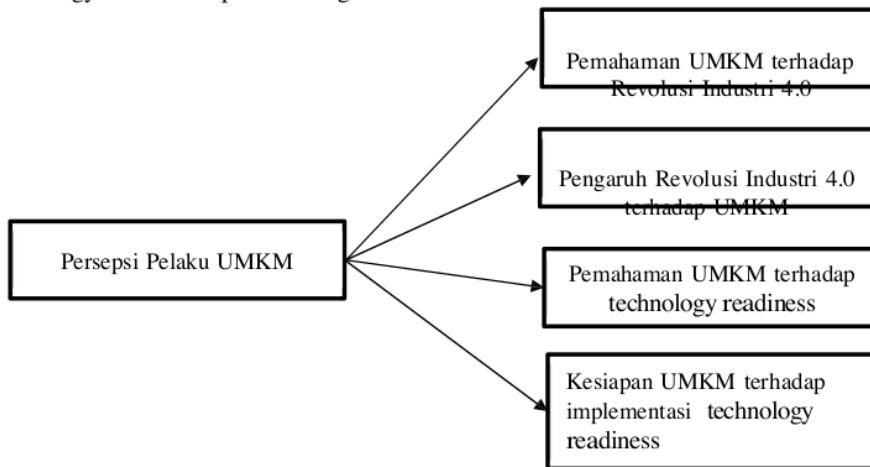 Persepsi Pelaku UMKM
Pemahaman UMKM terhadap
Revolusi Industri 4.0
Pengaruh Revolusi Industri 4.0
terhadap UMKM
Pemahaman UMKM terhadap
technology readiness
Kesiapan UMKM terhadap
implementasi technology
readiness